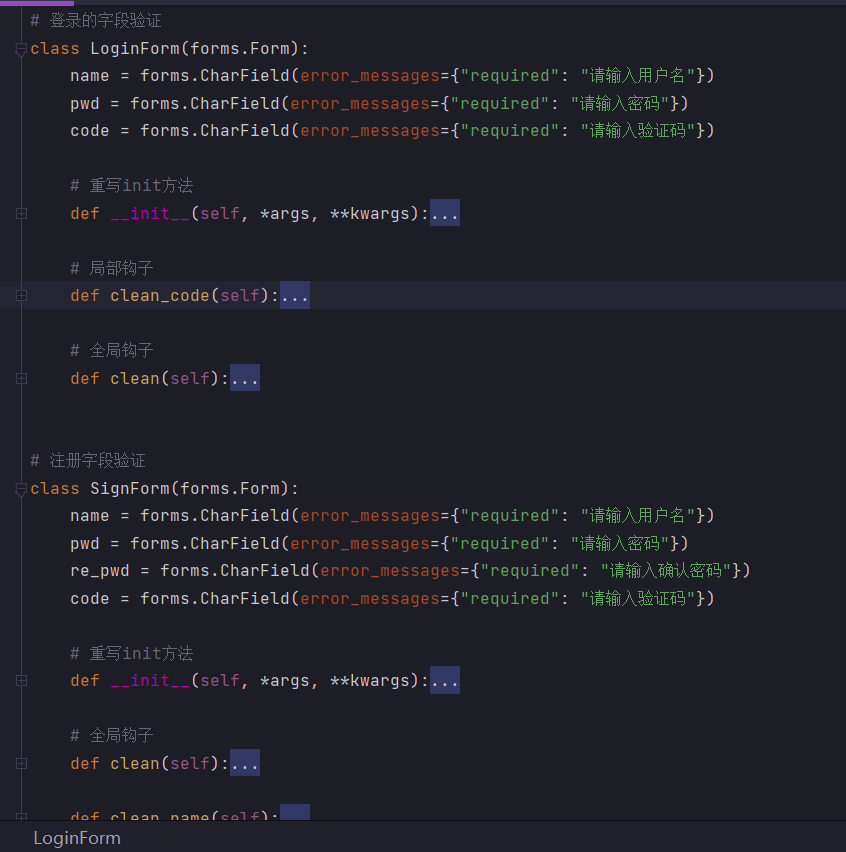 # 登录的字段验证
class LoginForm(forms.Form):
    name = forms.CharField(error_messages={"required": "请输入用户名"})
    pwd = forms.CharField(error_messages={"required": "请输入密码"})
    code = forms.CharField(error_messages={"required": "请输入验证码"})
    # 重写init方法
    def __init__(self, *args, **kwargs):...
    # 局部钩子
    def clean_code(self):...
    # 全局钩子
    def clean(self):...
# 注册字段验证
class SignForm(forms.Form):
    name = forms.CharField(error_messages={"required": "请输入用户名"})
    pwd = forms.CharField(error_messages={"required": "请输入密码"})
    re_pwd = forms.CharField(error_messages={"required": "请输入确认密码"})
    code = forms.CharField(error_messages={"required": "请输入验证码"})
    # 重写init方法
    def __init__(self, *args, **kwargs):...
    # 全局钩子
    def clean(self):...
    def clean_name(self):
LoginForm